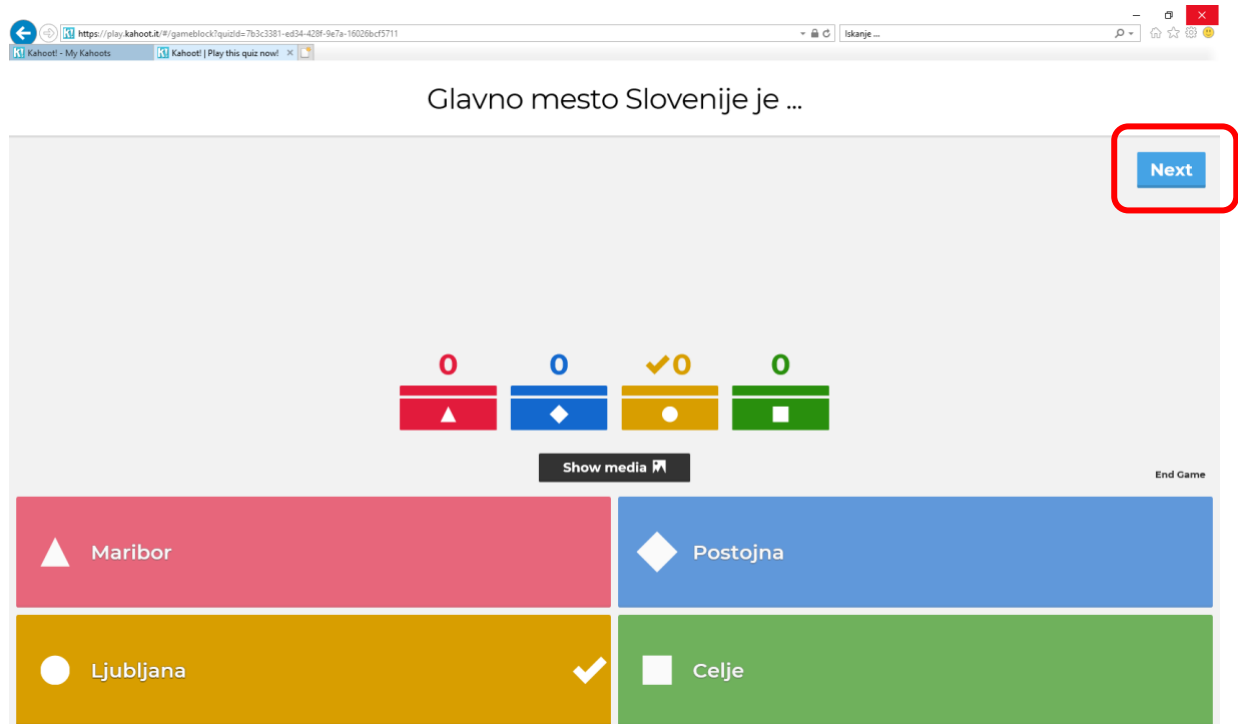 https://play.kahoot.it/#/gameblock?quizId=7b3c3381-ed34-428f-9e7a-16026bcf5711
Iskanje ...
K! Kahoot! - My Kahoots
K! Kahoot! | Play this quiz now!
Glavno mesto Slovenije je ...
Next
0 0 0 0
Show media
End Game
Maribor
Postojna
Ljubljana
Celje